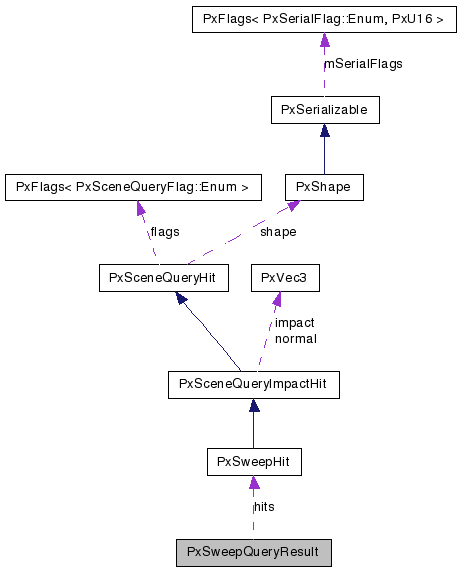 PxFlags< PxSerialFlag::Enum, PxU16 >
mSerialFlags
PxSerializable
PxFlags< PxSceneQueryFlag::Enum >
PxShape
flags
shape
PxSceneQueryHit
PxVec3
impact
normal
PxSceneQueryImpactHit
PxSweepHit
hits
PxSweepQueryResult